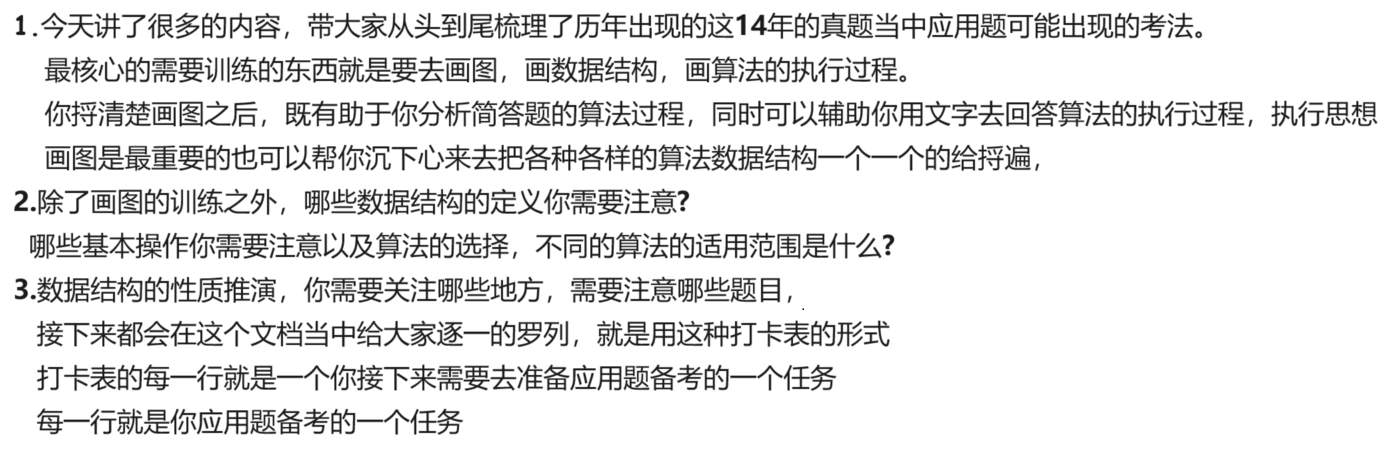 1.今天讲了很多的内容，带大家从头到尾梳理了历年出现的这14年的真题当中应用题可能出现的考法。
最核心的需要训练的东西就是要去画图，画数据结构，画算法的执行过程。
你捋清楚画图之后，既有助于你分析简答题的算法过程，同时可以辅助你用文字去回答算法的执行过程，执行思想
画图是最重要的也可以帮你沉下心来去把各种各样的算法数据结构一个一个的给捋遍，
2.除了画图的训练之外，哪些数据结构的定义你需要注意?
哪些基本操作你需要注意以及算法的选择，不同的算法的适用范围是什么?
3.数据结构的性质推演，你需要关注哪些地方，需要注意哪些题目，
接下来都会在这个文档当中给大家逐一的罗列，就是用这种打卡表的形式
打卡表的每一行就是一个你接下来需要去准备应用题备考的一个任务
每一行就是你应用题备考的一个任务